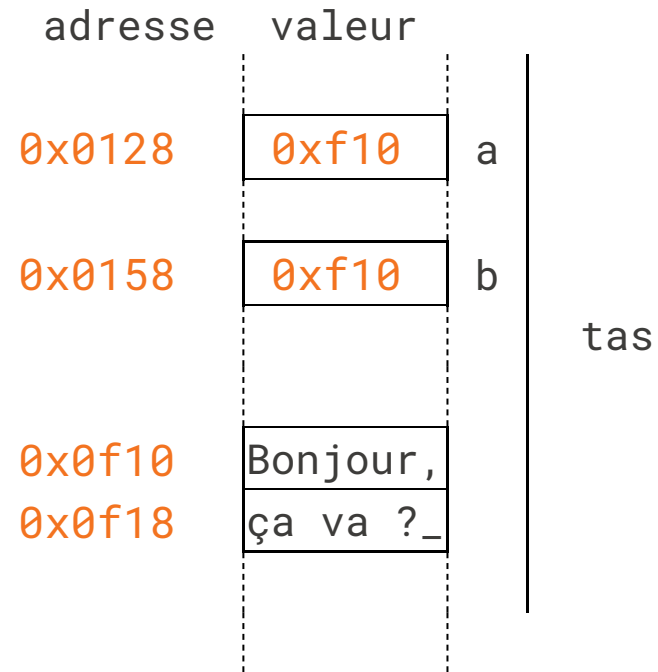 adresse valeur
0x0128 0xf10 a
0x0158 0xf10 b
tas
0x0f10 Bonjour,
0x0f18 ça va ?_